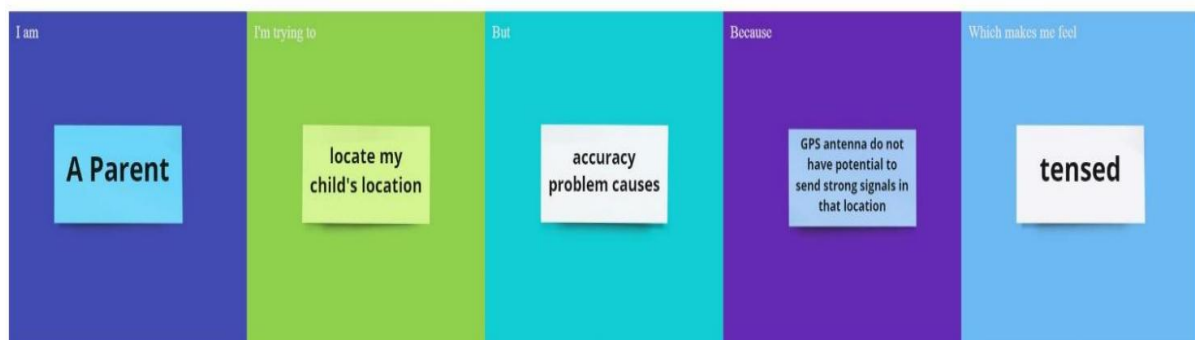 I am
A Parent
I'm trying to
locate my
child's location
But
accuracy
problem causes
Because
GPS antenna do not
have potential to
send strong signals in
that location
Which makes me feel
tensed